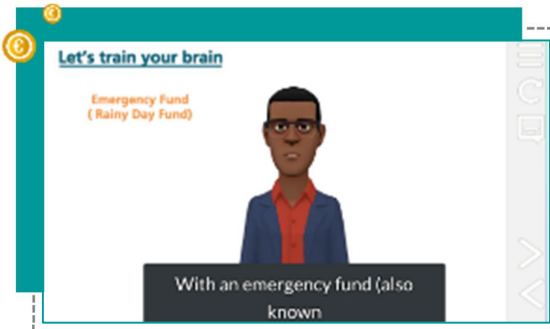 Let's train your brain
Emergency Fund
( Rainy Day Fund)
With an emergency fund (also
known